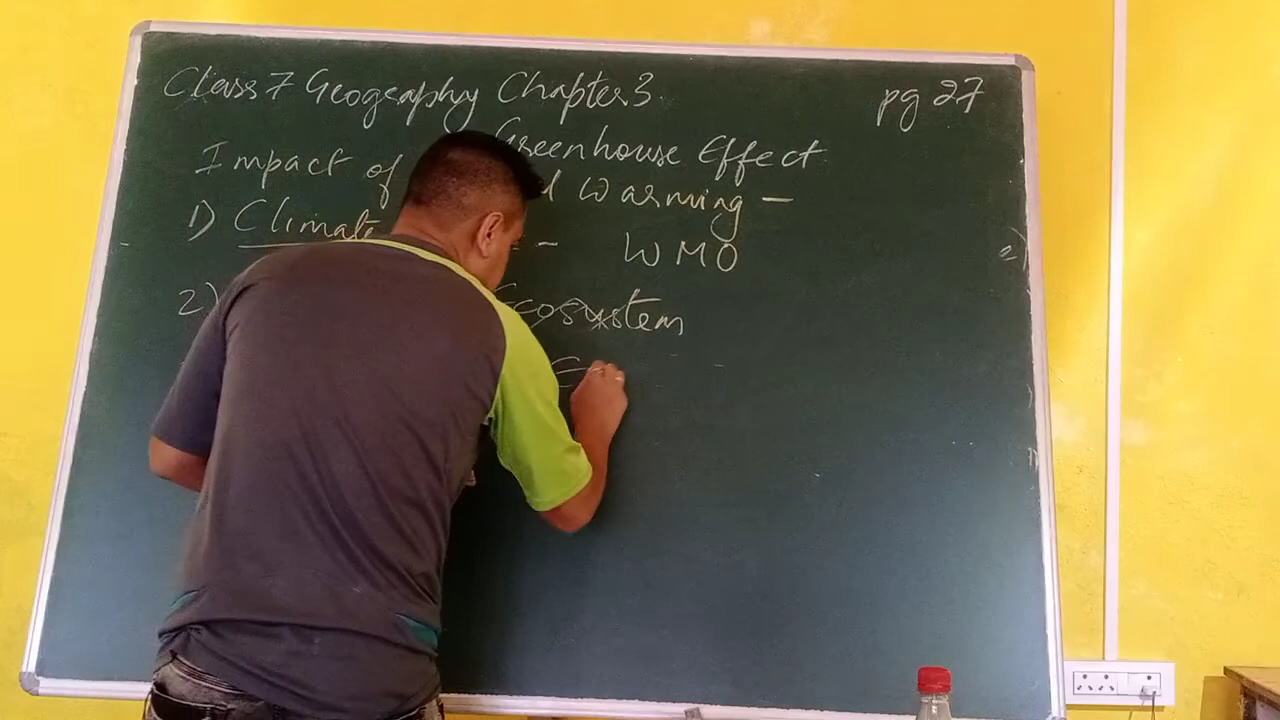 Class 7 Geography Chapter 3. pg 27
Greenhouse Effect
Impact of Warming -
1) Climate - WMO
2) Ecosystem